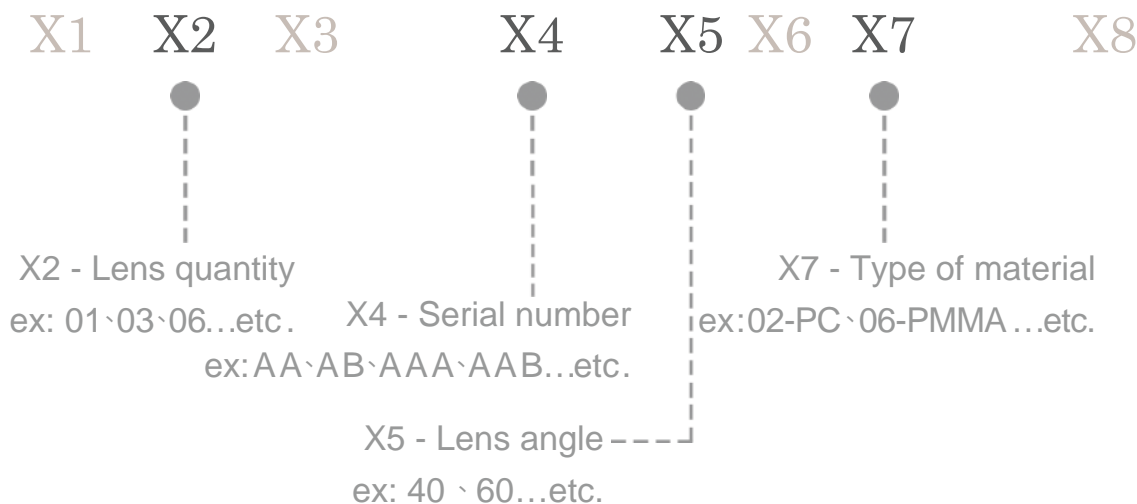 X1 X2 X3 X4 X5 X6 X7 X8
X2 - Lens quantity
ex: 01、03、06...etc.
X4 - Serial number
ex:AA、AB、AAA、AAB...etc.
X5 - Lens angle
ex: 40 、60...etc.
X7 - Type of material
ex:02-PC、06-PMMA ...etc.